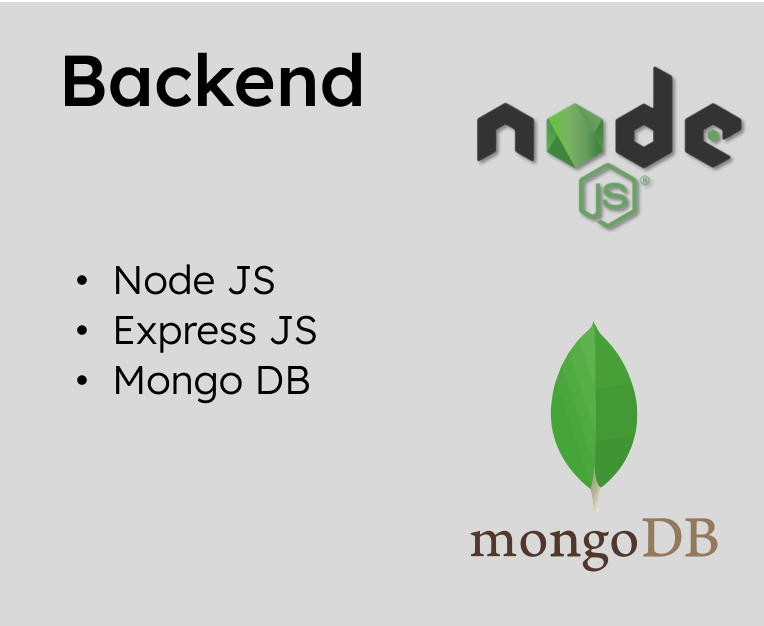 Backend
node
JS®
• Node JS
• Express JS
• Mongo DB
mongoDB